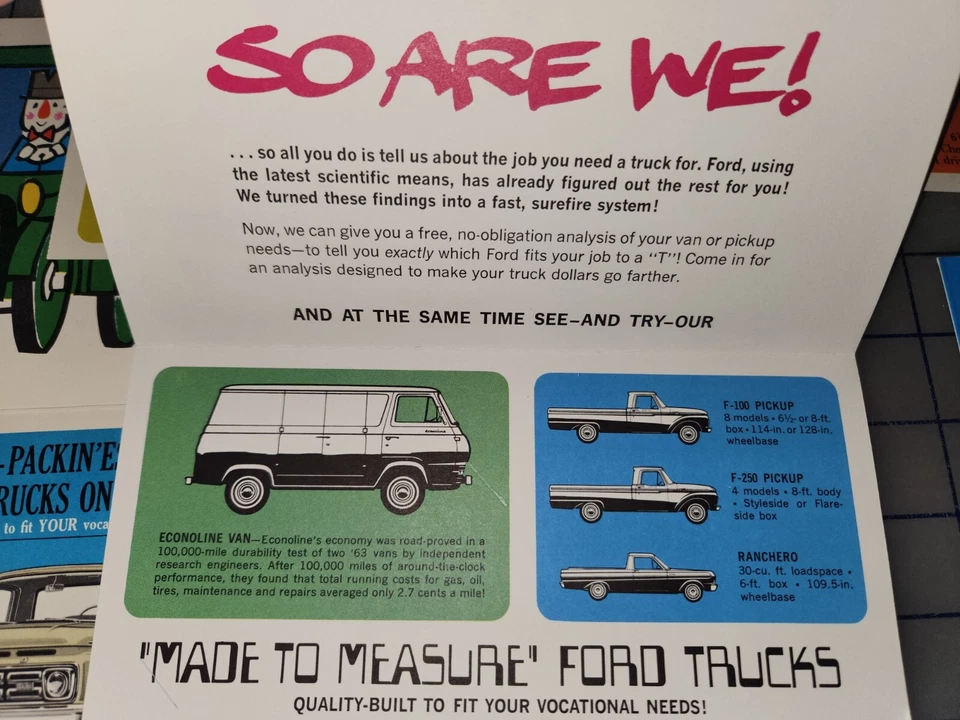 SO ARE WE!
. . . so all you do is tell us about the job you need a truck for. Ford, using
the latest scientific means, has already figured out the rest for you!
We turned these findings into a fast, surefire system!
Now, we can give you a free, no-obligation analysis of your van or pickup
needs—to tell you exactly which Ford fits your job to a "T"! Come in for
an analysis designed to make your truck dollars go farther.
AND AT THE SAME TIME SEE–AND TRY–OUR
ECONOLINE VAN—Econoline's economy was road-proved in a
100,000-mile durability test of two '63 vans by independent
research engineers. After 100,000 miles of around-the-clock
performance, they found that total running costs for gas, oil,
tires, maintenance and repairs averaged only 2.7 cents a mile!
F-100 PICKUP
8 models • 6½- or 8-ft.
box • 114-in. or 128-in.
wheelbase
F-250 PICKUP
4 models • 8-ft. body
• Styleside or Flare-
side box
RANCHERO
30-cu. ft. loadspace •
6-ft. box • 109.5-in.
wheelbase
"MADE TO MEASURE" FORD TRUCKS
QUALITY-BUILT TO FIT YOUR VOCATIONAL NEEDS!
-PACKIN'
RUCKS ON
to fit YOUR voca